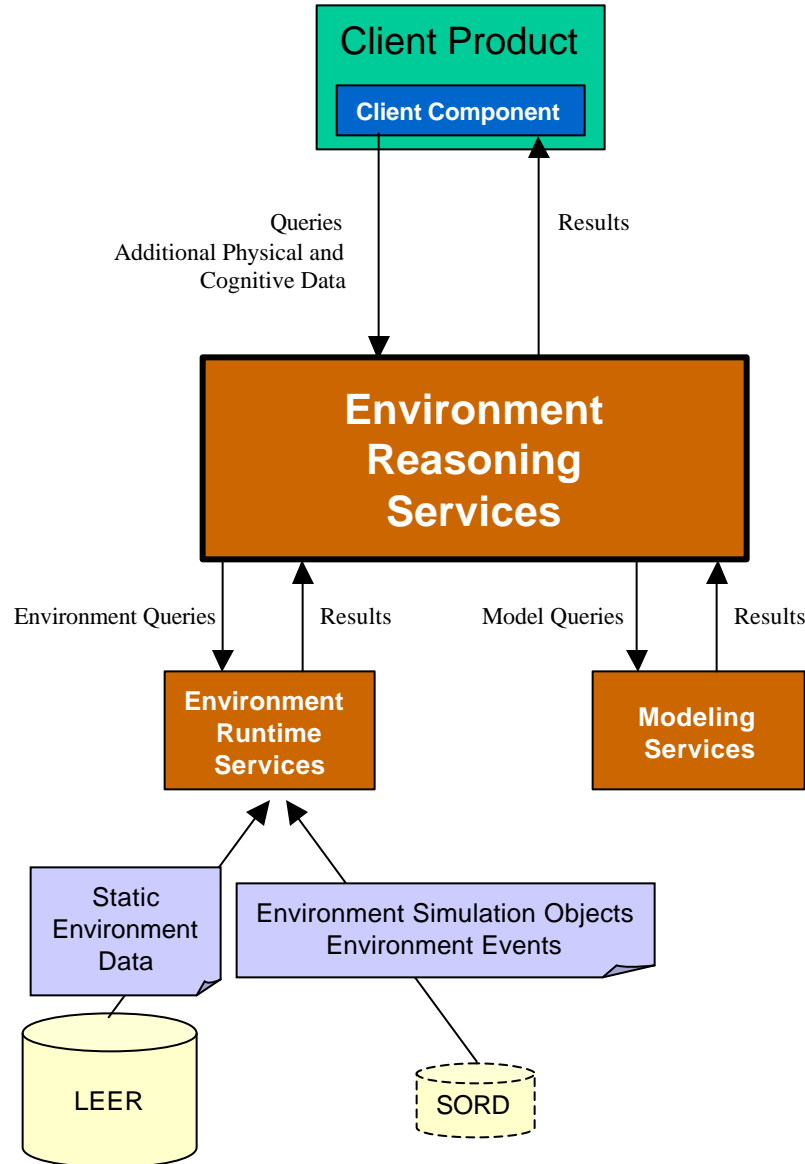 Client Product
Client Component
Queries
Additional Physical and
Cognitive Data
Results
Environment
Reasoning
Services
Environment Queries
Results
Model Queries
Results
Environment
Runtime
Services
Modeling
Services
Static
Environment
Data
Environment Simulation Objects
Environment Events
LEER
SORD